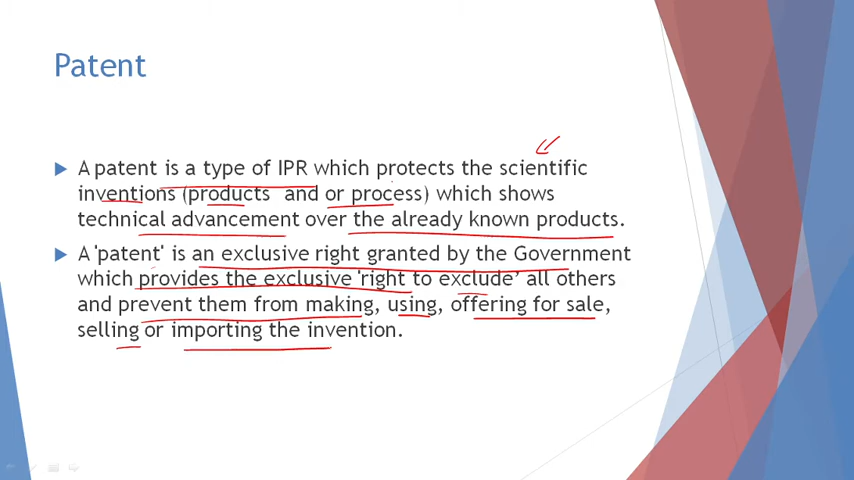 Patent
A patent is a type of IPR which protects the scientific
inventions (products and or process) which shows
technical advancement over the already known products.
A 'patent' is an exclusive right granted by the Government
which provides the exclusive 'right to exclude' all others
and prevent them from making, using, offering for sale,
selling or importing the invention.